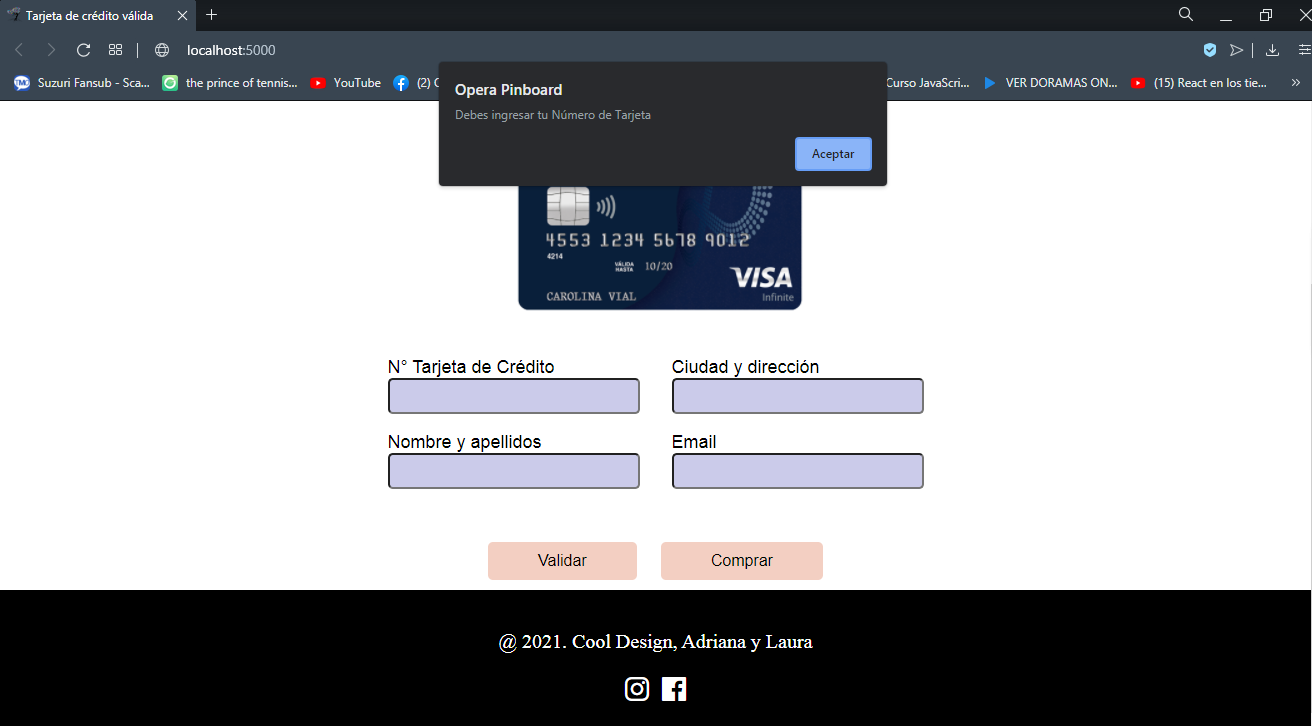 Tarjeta de crédito válida
localhost:5000
Suzuri Fansub - Sca...
the prince of tennis...
YouTube
(2)
Curso JavaScri...
VER DORAMAS ON...
(15) React en los tie...
Opera Pinboard
Debes ingresar tu Número de Tarjeta
Aceptar
4553 1234 5678 9012
4214
VÁLIDA
HASTA
10/20
VISA
Infinite
CAROLINA VIAL
N° Tarjeta de Crédito
Ciudad y dirección
Nombre y apellidos
Email
Validar
Comprar
@ 2021. Cool Design, Adriana y Laura